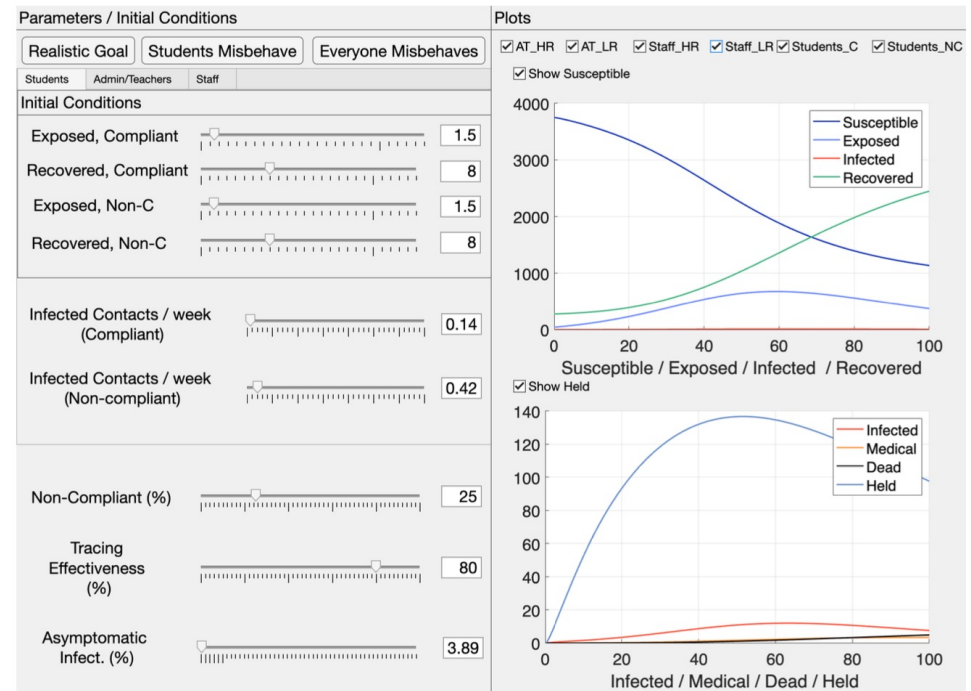 Parameters / Initial Conditions
Realistic Goal Students Misbehave Everyone Misbehaves
Students Admin/Teachers Staff
Initial Conditions
Exposed, Compliant 1.5
Recovered, Compliant 8
Exposed, Non-C 1.5
Recovered, Non-C 8
Infected Contacts / week
(Compliant) 0.14
Infected Contacts / week
(Non-compliant) 0.42
Non-Compliant (%) 25
Tracing
Effectiveness
(%) 80
Asymptomatic
Infect. (%) 3.89
Plots
AT_HR AT_LR Staff_HR Staff_LR Students_C Students_NC
Show Susceptible
4000
3000
2000
1000
0
Susceptible
Exposed
Infected
Recovered
0 20 40 60 80 100
Susceptible / Exposed / Infected / Recovered
Show Held
140
120
100
80
60
40
20
0
Infected
Medical
Dead
Held
0 20 40 60 80 100
Infected / Medical / Dead / Held